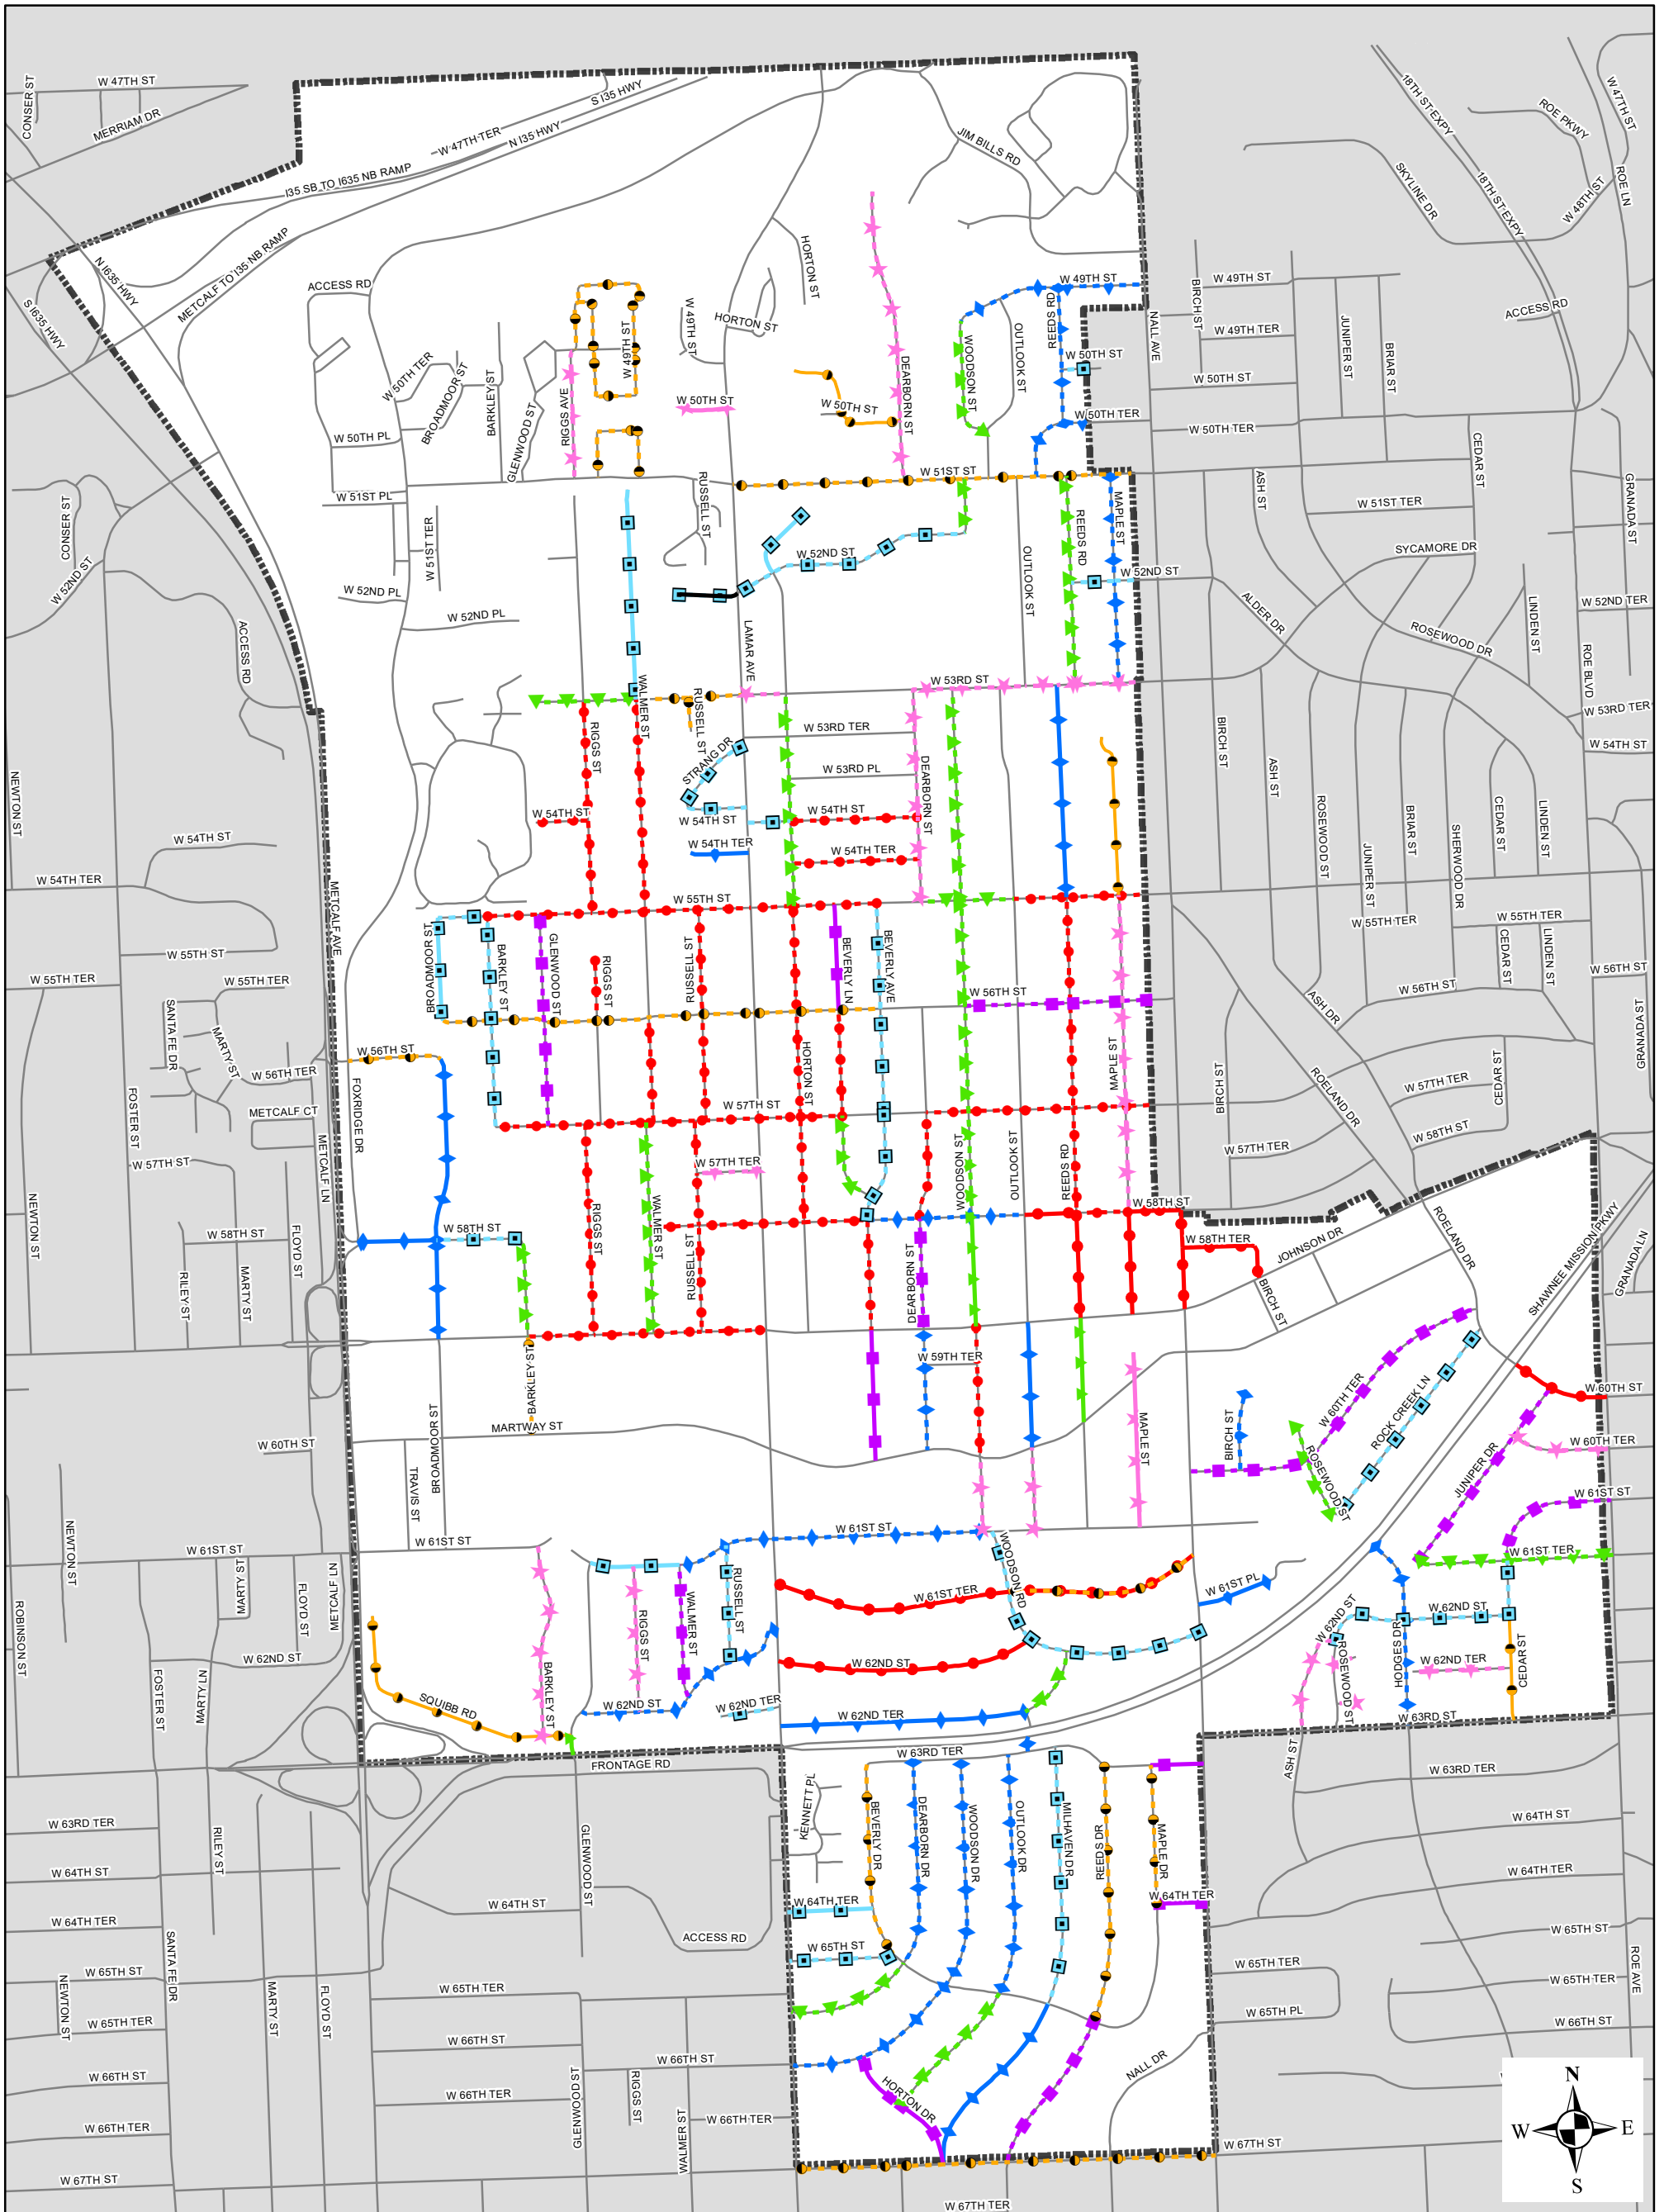 W 47TH ST
CONSER ST
MERRIAM DR
S I35 HWY
W 47TH TER
N I35 HWY
I35 SB TO I635 NB RAMP
JIM BILLS RD
18TH ST EXPY
ROE PKWY
W 47TH ST
SKYLINE DR
18TH ST EXPY
ROE LN
W 48TH ST
N I635 HWY
S I635 HWY
METCALF TO I35 NB RAMP
ACCESS RD
HORTON ST
W 49TH ST
W 49TH ST
BIRCH ST
ACCESS RD
W 49TH ST
W 49TH ST
HORTON ST
REEDS RD
OUTLOOK ST
WOODSON ST
NALL AVE
W 49TH TER
JUNIPER ST
BRIAR ST
W 50TH TER
BROADMOOR ST
BARKLEY ST
GLENWOOD ST
RIGGS AVE
W 50TH ST
W 50TH ST
DEARBORN ST
W 50TH ST
W 50TH ST
W 50TH TER
W 50TH TER
W 50TH PL
CEDAR ST
W 51ST ST
W 51ST PL
CONSER ST
W 51ST TER
RUSSELL ST
ASH ST
W 51ST TER
GRANADA ST
MAPLE ST
REEDS RD
OUTLOOK ST
SYCAMORE DR
W 52ND ST
W 52ND PL
W 52ND PL
W 52ND ST
W 52ND ST
ALDER DR
ROSEWOOD DR
LINDEN ST
W 52ND TER
ACCESS RD
LAMAR AVE
ROE BLVD
W 53RD ST
WALMER ST
RUSSELL ST
W 53RD TER
W 53RD TER
RIGGS ST
BIRCH ST
W 54TH ST
STRANG DR
W 53RD PL
DEARBORN ST
ASH ST
NEWTON ST
W 54TH ST
W 54TH ST
W 54TH ST
W 54TH ST
ROSEWOOD ST
BRIAR ST
SHERWOOD DR
CEDAR ST
LINDEN ST
JUNIPER ST
W 54TH TER
W 54TH TER
W 54TH TER
METCALF AVE
W 55TH ST
W 55TH TER
W 55TH TER
W 55TH ST
BROADMOOR ST
BARKLEY ST
GLENWOOD ST
RIGGS ST
RUSSELL ST
BEVERLY LN
BEVERLY AVE
CEDAR ST
LINDEN ST
W 55TH TER
W 55TH TER
W 56TH ST
W 56TH ST
W 56TH ST
SANTA FE DR
MARTY ST
ASH DR
GRANADA ST
W 56TH ST
W 56TH TER
HORTON ST
MAPLE ST
BIRCH ST
ROELAND DR
W 57TH TER
CEDAR ST
FOSTER ST
METCALF CT
FOXRIDGE DR
W 57TH ST
W 58TH ST
W 57TH ST
METCALF LN
W 57TH TER
WOODSON ST
OUTLOOK ST
REEDS RD
W 57TH TER
NEWTON ST
W 58TH ST
FLOYD ST
W 58TH ST
RIGGS ST
WALMER ST
RUSSELL ST
DEARBORN ST
W 58TH ST
W 58TH TER
JOHNSON DR
ROELAND DR
SHAWNEE MISSION PKWY
GRANADA LN
RILEY ST
MARTY ST
BIRCH ST
W 59TH TER
BARKLEY ST
MARTWAY ST
BROADMOOR ST
W 60TH ST
TRAVIS ST
MAPLE ST
BIRCH ST
ROSEWOOD ST
W 60TH TER
ROCK CREEK LN
JUNIPER DR
W 60TH ST
W 60TH TER
W 61ST ST
NEWTON ST
W 61ST ST
W 61ST ST
W 61ST ST
WOODSON RD
W 61ST TER
MARTY ST
FLOYD ST
METCALF LN
ROBINSON ST
RIGGS ST
WALMER ST
RUSSELL ST
W 61ST TER
W 61ST PL
W 62ND ST
W 62ND ST
HODGES DR
CEDAR ST
ROSEWOOD ST
W 62ND TER
W 62ND ST
FOSTER ST
MARTY LN
BARKLEY ST
W 62ND ST
SQUIBB RD
W 62ND ST
W 62ND TER
W 62ND TER
W 63RD ST
ASH ST
FRONTAGE RD
W 63RD TER
W 63RD TER
KENNETT PL
BEVERLY DR
DEARBORN DR
WOODSON DR
OUTLOOK DR
MILHAVEN DR
REEDS DR
MAPLE DR
W 63RD TER
RILEY ST
GLENWOOD ST
W 64TH ST
W 64TH ST
W 64TH ST
W 64TH TER
W 64TH TER
W 64TH TER
W 64TH TER
ACCESS RD
W 65TH ST
W 65TH ST
W 65TH ST
SANTA FE DR
NEWTON ST
MARTY ST
FLOYD ST
W 65TH TER
W 65TH TER
W 65TH TER
ROE AVE
W 65TH TER
W 65TH PL
W 66TH ST
W 66TH ST
W 66TH ST
W 66TH ST
NALL DR
HORTON DR
GLENWOOD ST
RIGGS ST
WALMER ST
W 66TH TER
W 66TH TER
W 66TH TER
W 67TH ST
W 67TH ST
W 67TH TER
N
W
E
S